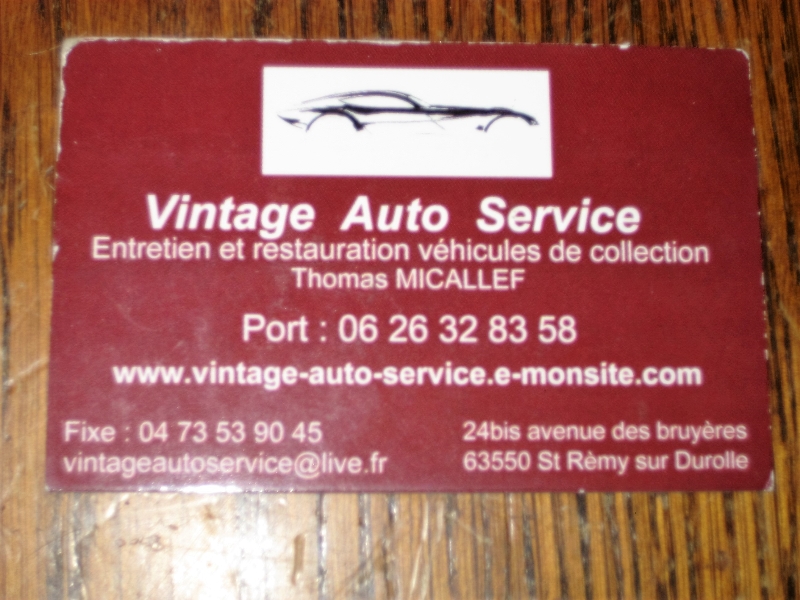 Vintage Auto Service
Entretien et restauration véhicules de collection
Thomas MICALLEF
Port : 06 26 32 83 58
www.vintage-auto-service.e-monsite.com
Fixe : 04 73 53 90 45
vintageautoservice@live.fr
24bis avenue des bruyères
63550 St Rèmy sur Durolle